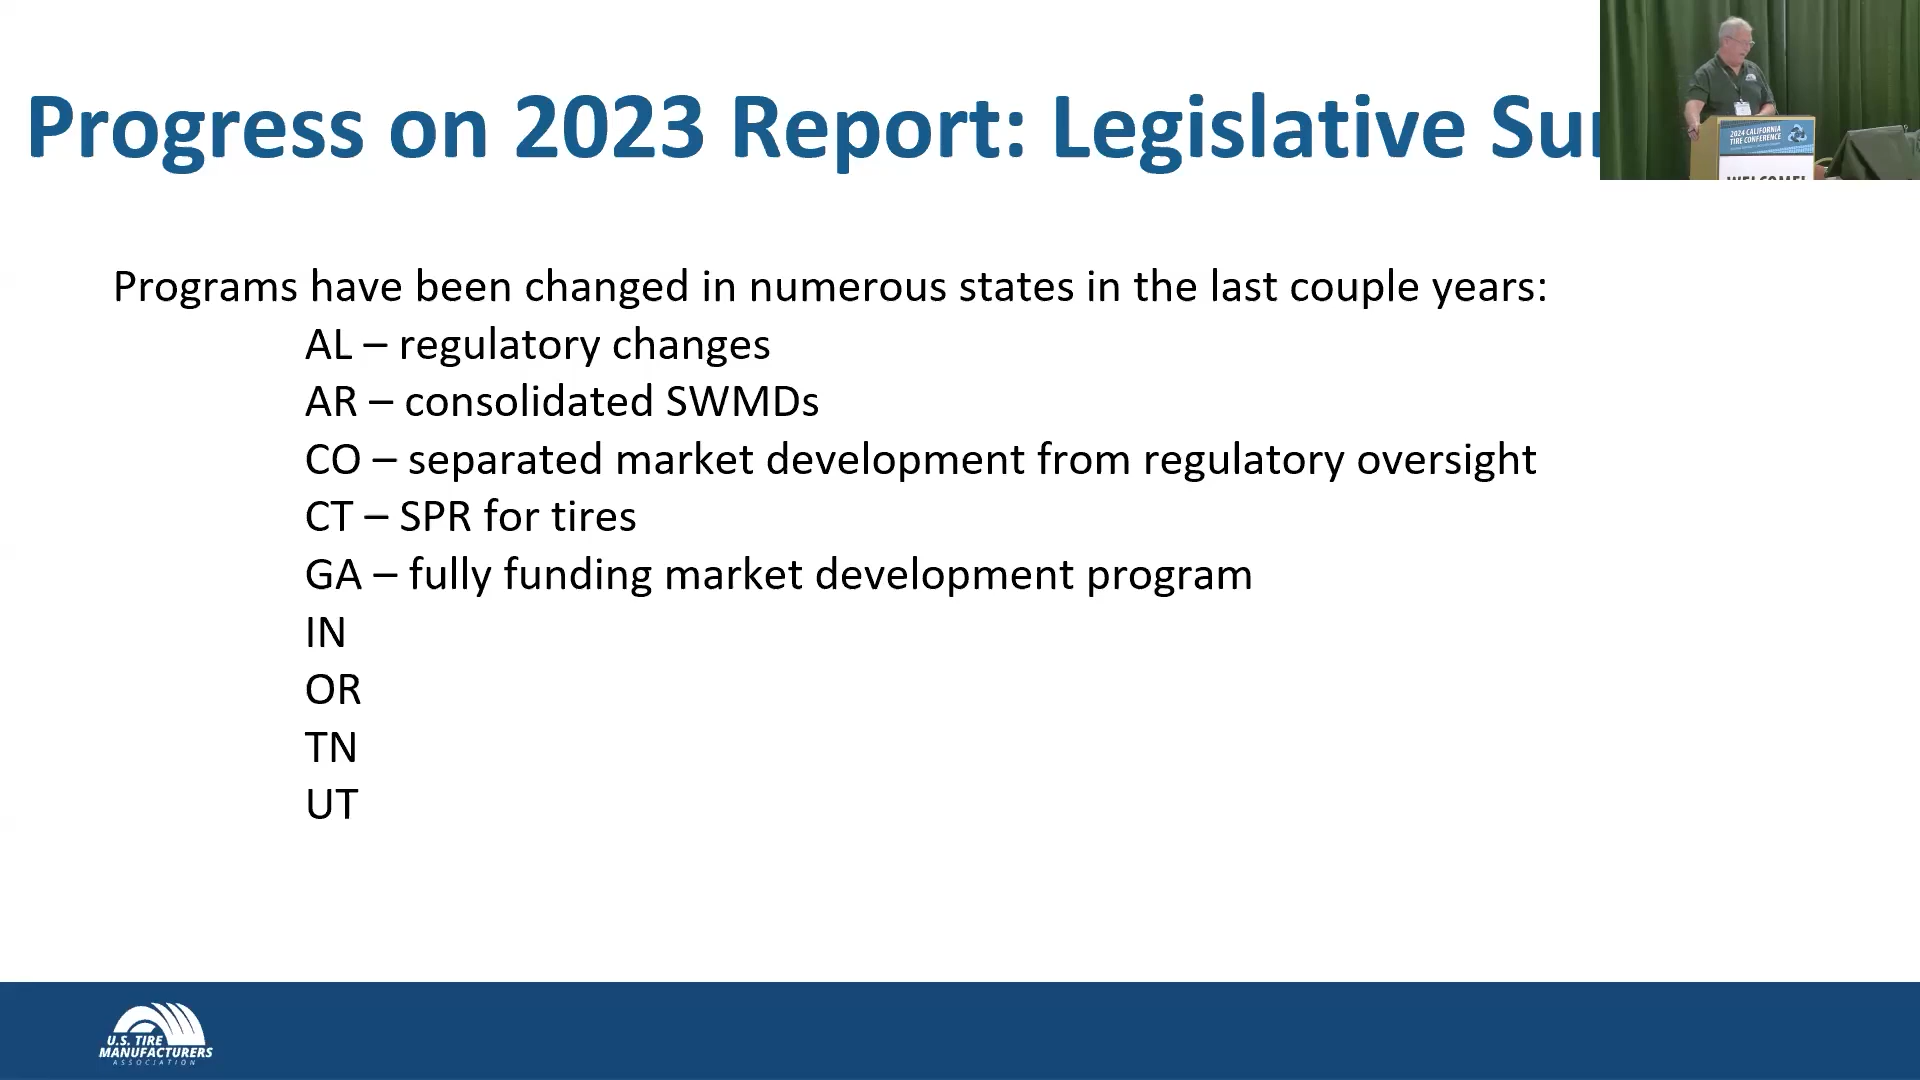 Progress on 2023 Report: Legislative
Programs have been changed in numerous states in the last couple years:
AL – regulatory changes
AR – consolidated SWMDs
CO – separated market development from regulatory oversight
CT – SPR for tires
GA – fully funding market development program
IN
OR
TN
UT
2024 CALIFORNIA
TIRE CONFERENCE
WELCOME!
U.S. TIRE
MANUFACTURERS
ASSOCIATION